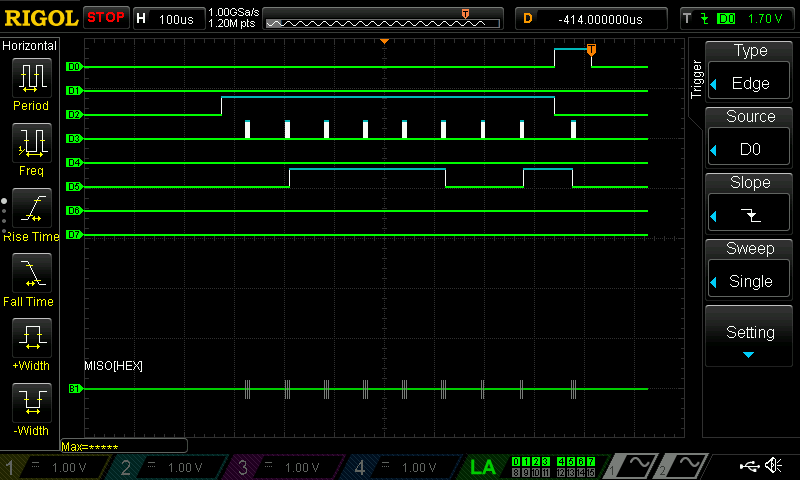 RIGOL STOP H 100us 1.00GSa/s D -414.000000us T D0 1.70 V
1.20M pts
T
Horizontal
Period
Freq
Rise Time
Fall Time
+Width
-Width
D0
T
D1
D2
D3
D4
D5
D6
D7
MISO[HEX]
B1
Max=*****
Trigger
Type
Edge
Source
D0
Slope
Sweep
Single
Setting
1 1.00 V 2 1.00 V 3 1.00 V 4 1.00 V LA
0 1 2 3 4 5 6 7
8 9 10 11 12 13 14 15
1 2